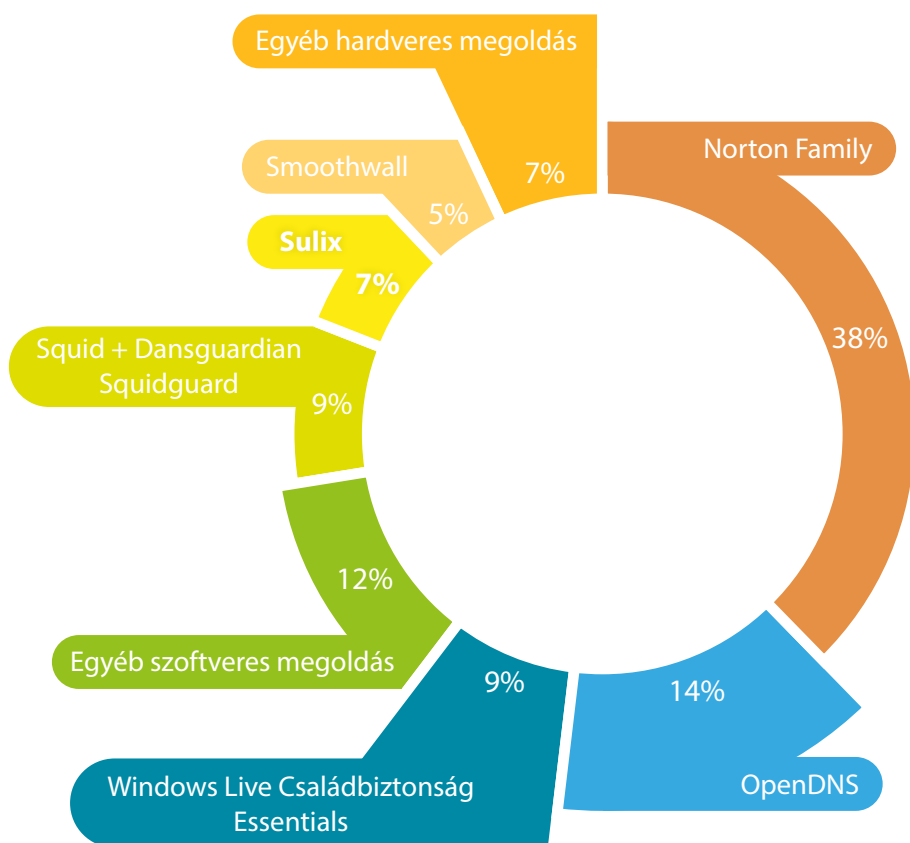 Egyéb hardveres megoldás
7%
Norton Family
38%
Smoothwall
5%
Sulix
7%
Squid + Dansguardian
Squidguard
9%
12%
Egyéb szoftveres megoldás
9%
Windows Live Családbiztonság
Essentials
14%
OpenDNS